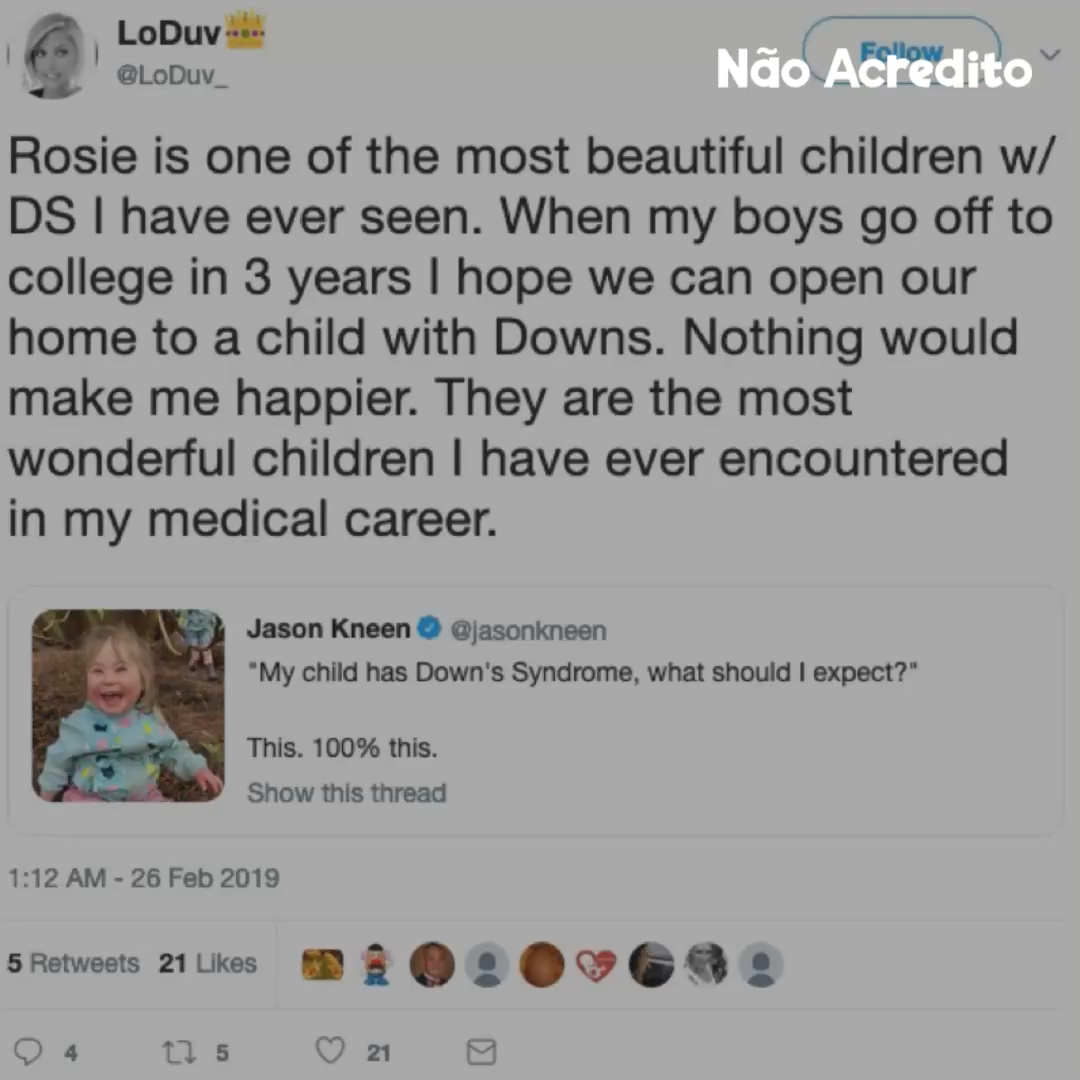 LoDuv
@LoDuv_
Follow
Não Acredito
Rosie is one of the most beautiful children w/
DS I have ever seen. When my boys go off to
college in 3 years I hope we can open our
home to a child with Downs. Nothing would
make me happier. They are the most
wonderful children I have ever encountered
in my medical career.
Jason Kneen @jasonkneen
"My child has Down's Syndrome, what should I expect?"
This. 100% this.
Show this thread
1:12 AM - 26 Feb 2019
5 Retweets 21 Likes
4 5 21